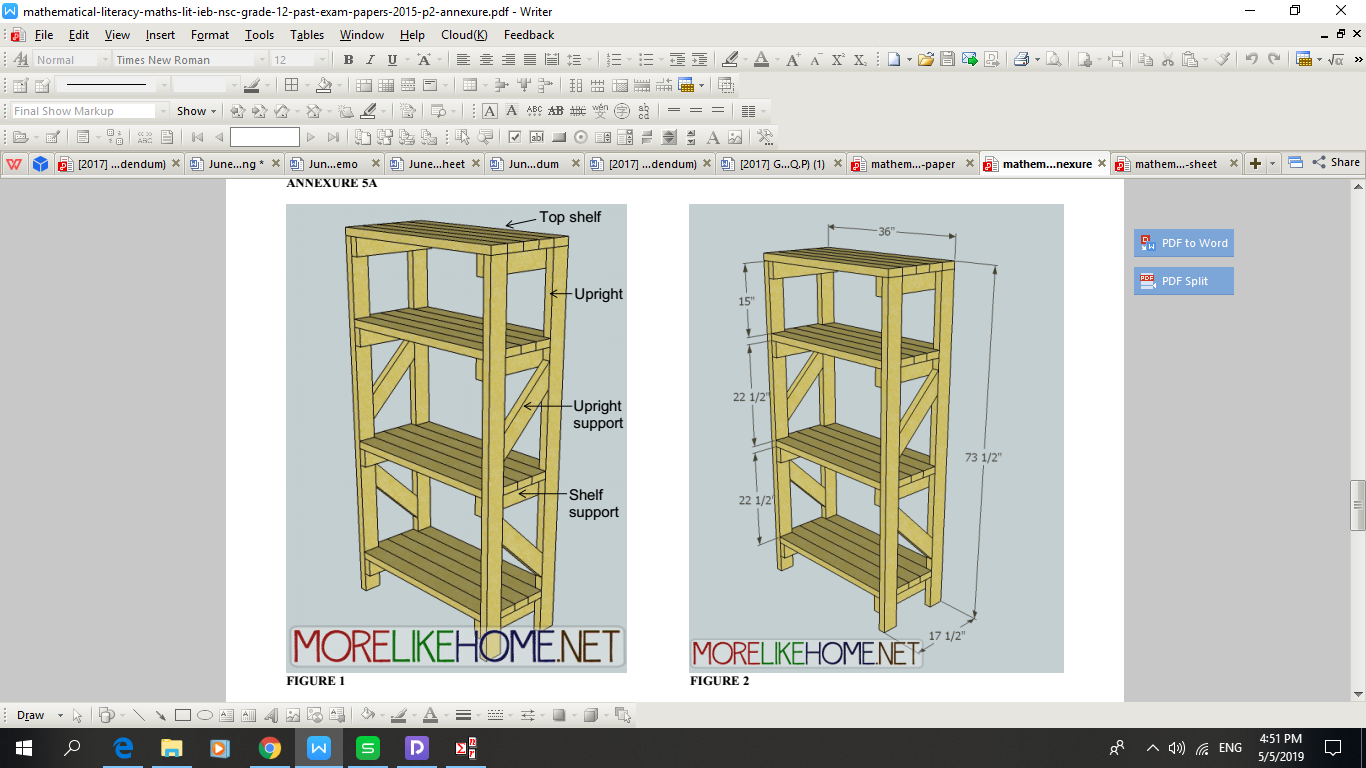 mathematical-literacy-maths-lit-ieb-nsc-grade-12-past-exam-papers-2015-p2-annexure.pdf - Writer
File Edit View Insert Format Tools Tables Window Help Cloud(K) Feedback
Normal Times New Roman 12
Final Show Markup Show
[2017] ...dendum) June...ng * Jun...emo June...heet Jun...dum [2017] ...dendum) [2017] G...Q,P) (1) mathem...-paper mathem...nexure mathem...-sheet Share
ANNEXURE 5A
Top shelf
Upright
Upright
support
Shelf
support
MORELIKEHOME.NET
FIGURE 1
36"
15"
22 1/2"
73 1/2"
22 1/2"
17 1/2"
MORELIKEHOME.NET
FIGURE 2
PDF to Word
PDF Split
Draw
ENG
4:51 PM
5/5/2019